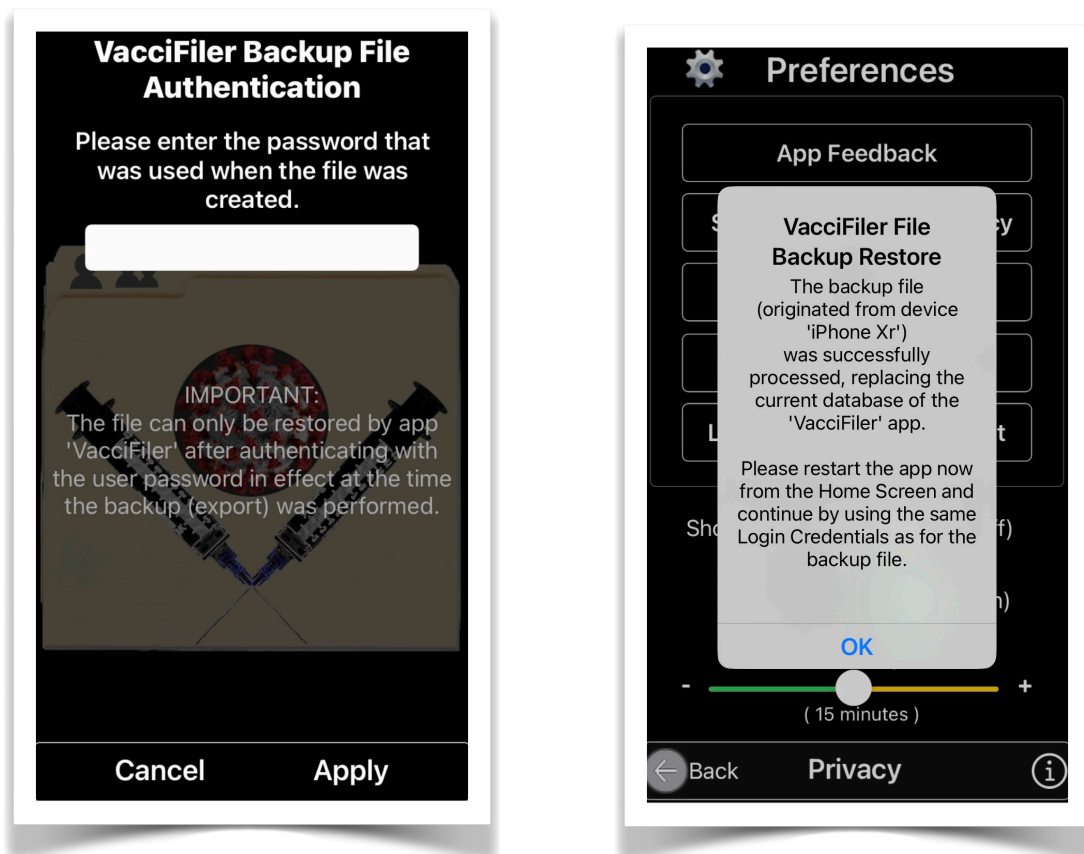 VacciFiler Backup File
Authentication
Please enter the password that
was used when the file was
created.
IMPORTANT:
The file can only be restored by app
'VacciFiler' after authenticating with
the user password in effect at the time
the backup (export) was performed.
Cancel
Apply
Preferences
App Feedback
S
cy
VacciFiler File
Backup Restore
The backup file
(originated from device
'iPhone Xr')
was successfully
processed, replacing the
current database of the
'VacciFiler' app.
Please restart the app now
from the Home Screen and
continue by using the same
Login Credentials as for the
backup file.
OK
L
t
Sho
ff)
n)
- +
( 15 minutes )
Back
Privacy
i